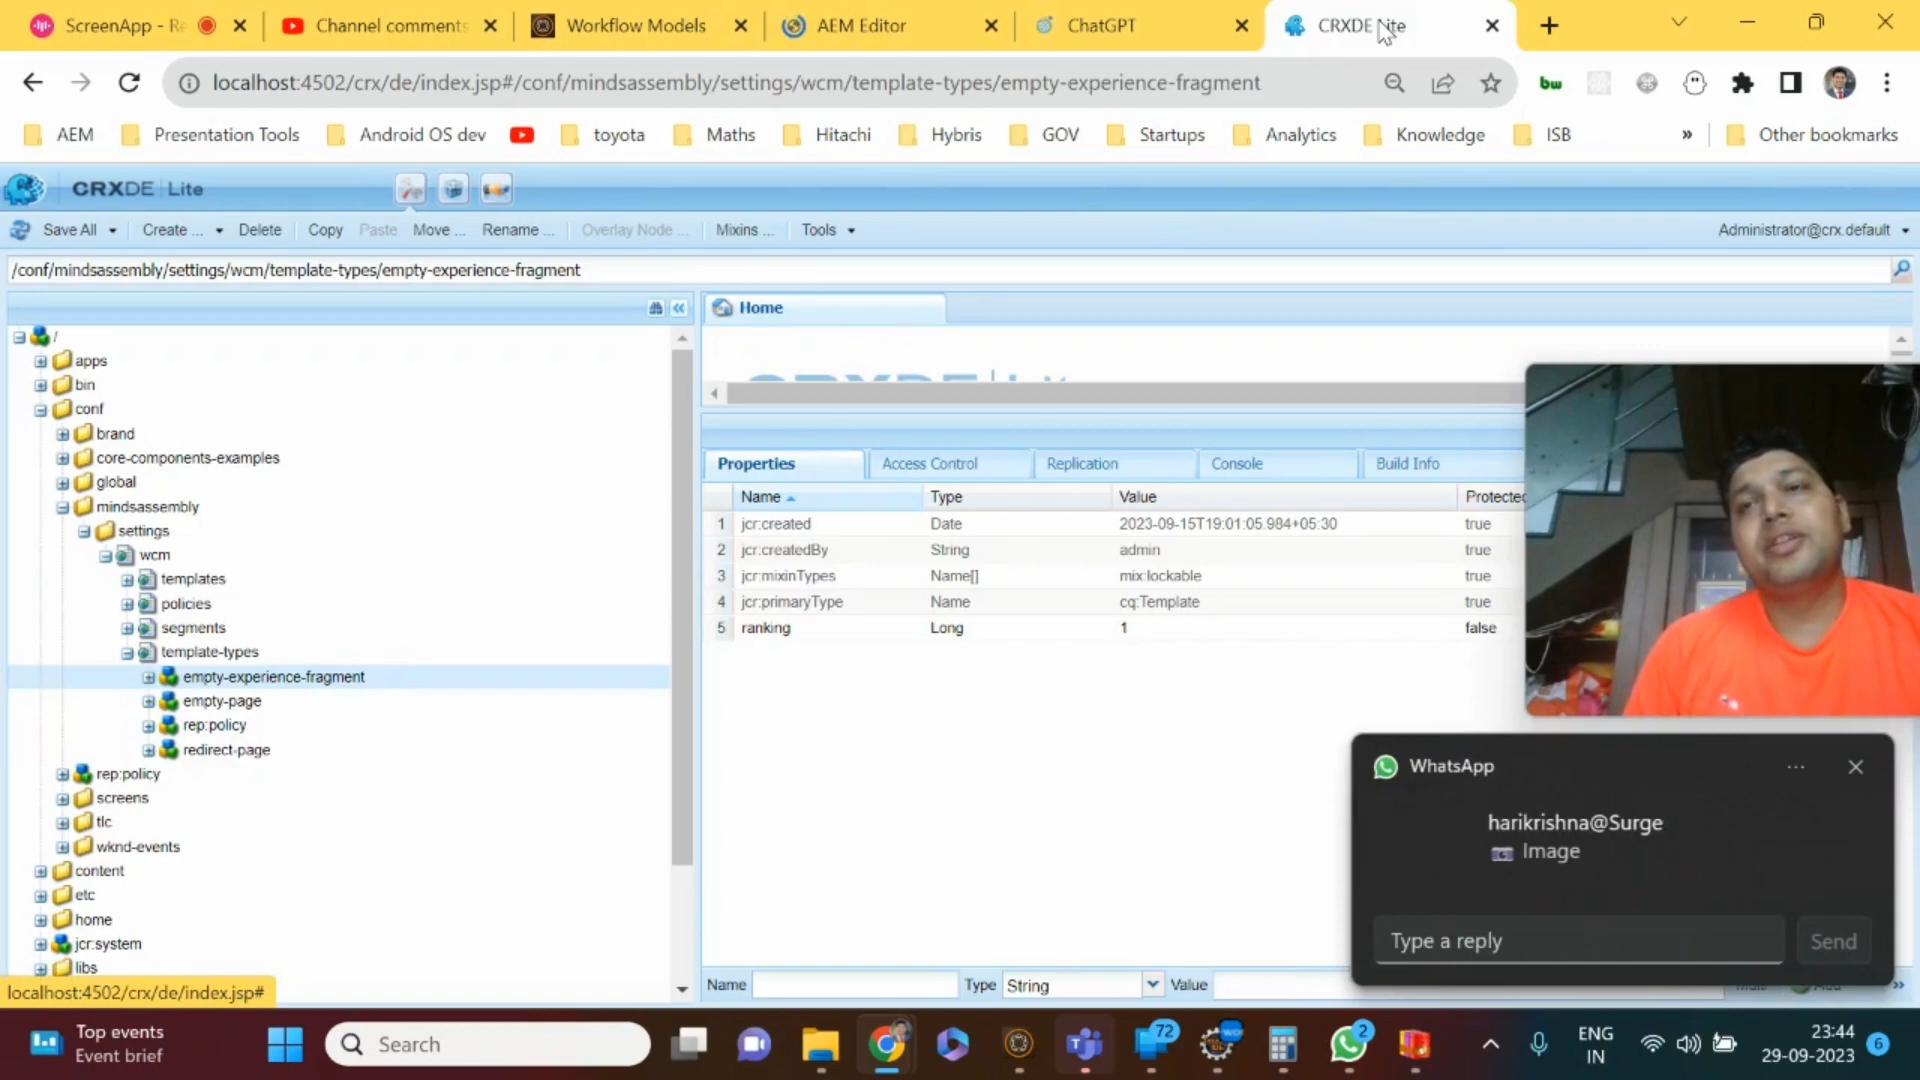 ScreenApp - Re
Channel comments
Workflow Models
AEM Editor
ChatGPT
CRXDE Lite
localhost:4502/crx/de/index.jsp#/conf/mindsassembly/settings/wcm/template-types/empty-experience-fragment
bw
AEM
Presentation Tools
Android OS dev
toyota
Maths
Hitachi
Hybris
GOV
Startups
Analytics
Knowledge
ISB
»
Other bookmarks
CRXDE | Lite
Save All
Create ...
Delete
Copy
Paste
Move ...
Rename ...
Overlay Node ...
Mixins ...
Tools
Administrator@crx.default
/conf/mindsassembly/settings/wcm/template-types/empty-experience-fragment
Home
/
apps
bin
conf
brand
core-components-examples
global
mindsassembly
settings
wcm
templates
policies
segments
template-types
empty-experience-fragment
empty-page
rep:policy
redirect-page
rep:policy
screens
tlc
wknd-events
content
etc
home
jcr:system
libs
localhost:4502/crx/de/index.jsp#
Properties
Access Control
Replication
Console
Build Info
Name Type Value Protected
1 jcr:created Date 2023-09-15T19:01:05.984+05:30 true
2 jcr:createdBy String admin true
3 jcr:mixinTypes Name[] mix:lockable true
4 jcr:primaryType Name cq:Template true
5 ranking Long 1 false
Name
Type
String
Value
WhatsApp
harikrishna@Surge
Image
Type a reply
Send
Top events
Event brief
Search
72
2
ENG
IN
23:44
29-09-2023
6